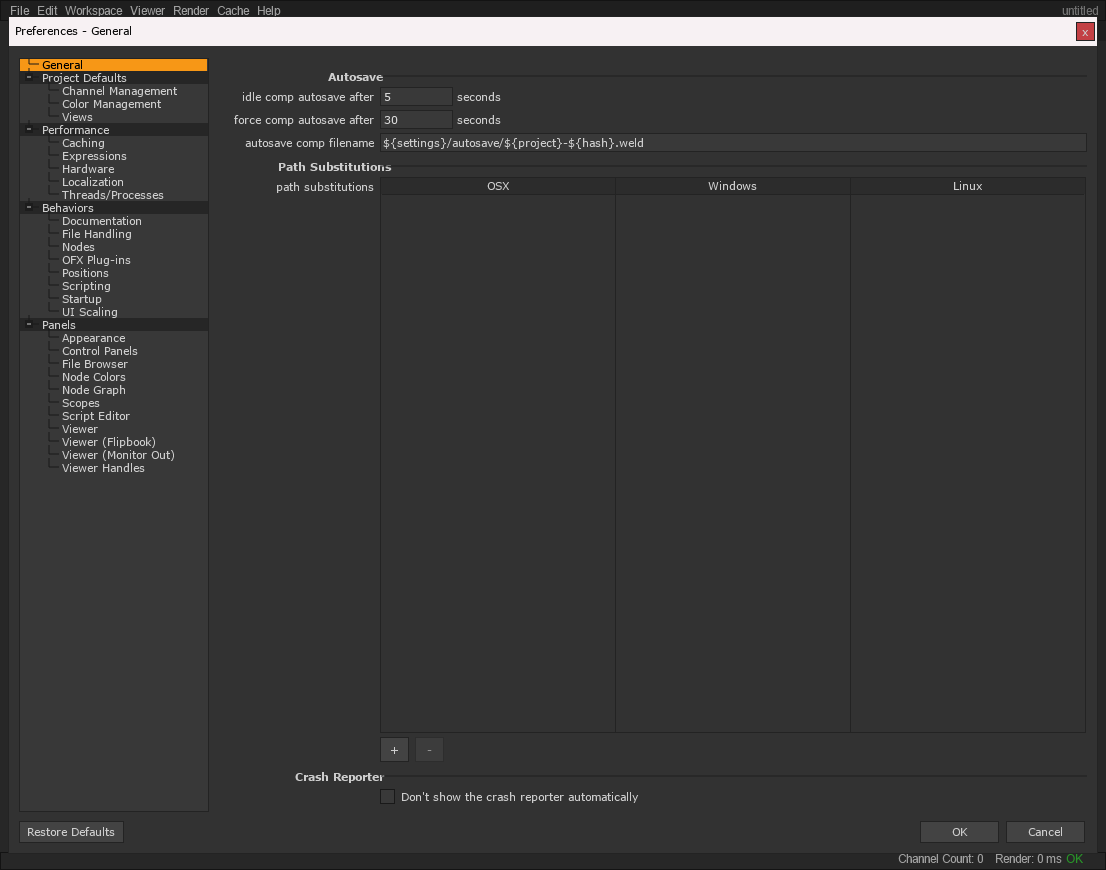 File Edit Workspace Viewer Render Cache Help untitled
Preferences - General x
General
Project Defaults
Channel Management
Color Management
Views
Performance
Caching
Expressions
Hardware
Localization
Threads/Processes
Behaviors
Documentation
File Handling
Nodes
OFX Plug-ins
Positions
Scripting
Startup
UI Scaling
Panels
Appearance
Control Panels
File Browser
Node Colors
Node Graph
Scopes
Script Editor
Viewer
Viewer (Flipbook)
Viewer (Monitor Out)
Viewer Handles
Autosave
idle comp autosave after 5 seconds
force comp autosave after 30 seconds
autosave comp filename ${settings}/autosave/${project}-${hash}.weld
Path Substitutions
path substitutions OSX Windows Linux
+ -
Crash Reporter
Don't show the crash reporter automatically
Restore Defaults OK Cancel
Channel Count: 0 Render: 0 ms OK